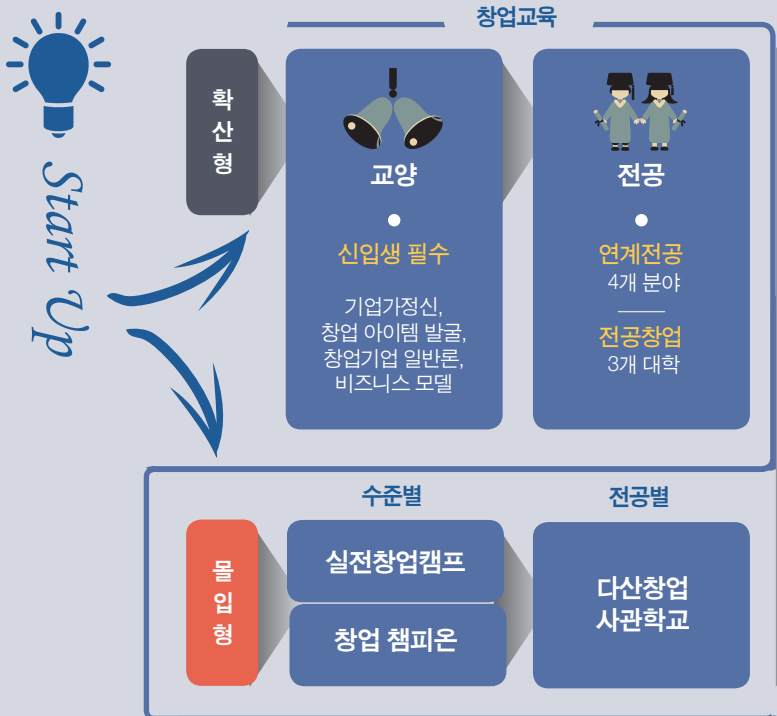 창업교육
Start Up
확산형
교양
신입생 필수
기업가정신,
창업 아이템 발굴,
창업기업 일반론,
비즈니스 모델
전공
연계전공
4개 분야
전공창업
3개 대학
몰입형
수준별
실전창업캠프
창업 챔피온
전공별
다산창업
사관학교